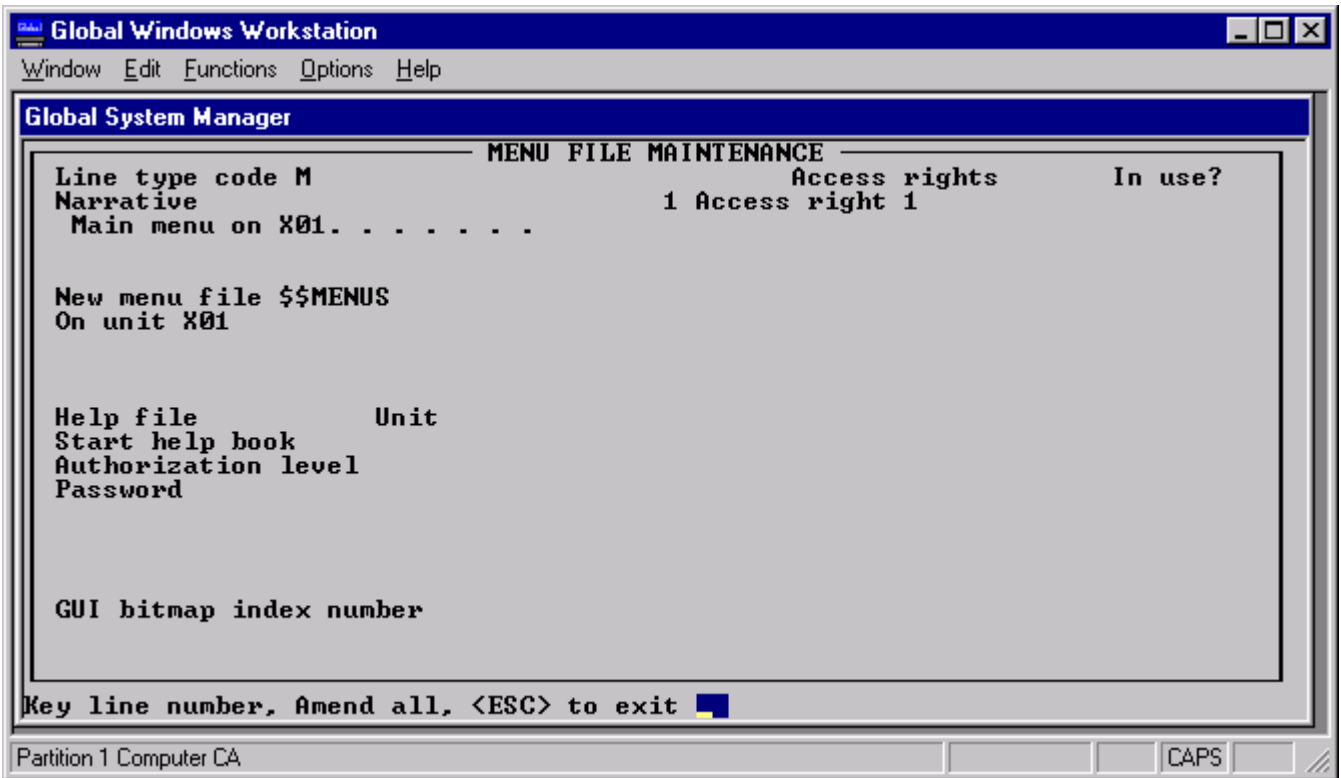 Global Windows Workstation
Window Edit Functions Options Help
Global System Manager
MENU FILE MAINTENANCE
Line type code M Access rights In use?
Narrative 1 Access right 1
Main menu on X01. . . . . . .
New menu file $$MENUS
On unit X01
Help file Unit
Start help book
Authorization level
Password
GUI bitmap index number
Key line number, Amend all, <ESC> to exit
Partition 1 Computer CA CAPS